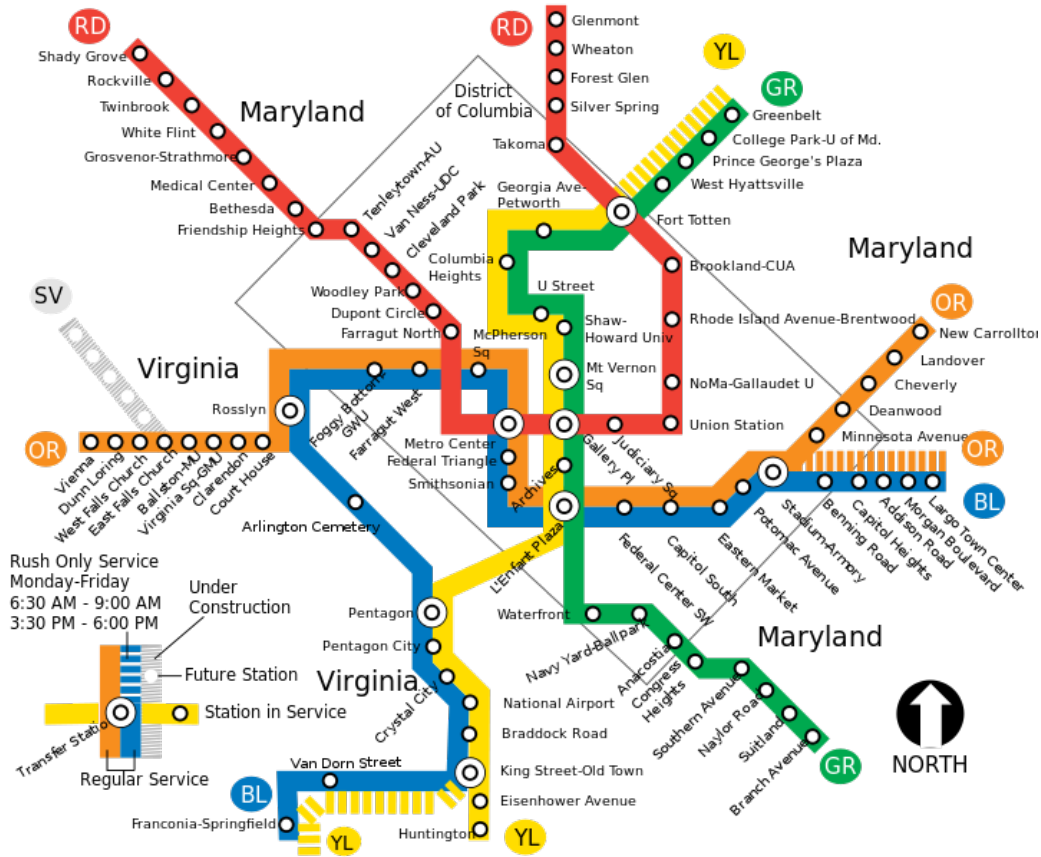 RD
Shady Grove
Rockville
Twinbrook
White Flint
Grosvenor-Strathmore
Medical Center
Bethesda
Friendship Heights
Tenleytown-AU
Van Ness-UDC
Cleveland Park
Woodley Park
Dupont Circle
Farragut North
Maryland
District
of Columbia
RD
Glenmont
Wheaton
Forest Glen
Silver Spring
Takoma
YL
GR
Greenbelt
College Park-U of Md.
Prince George's Plaza
West Hyattsville
Fort Totten
Georgia Ave-
Petworth
Columbia
Heights
U Street
Shaw-
Howard Univ
Mt Vernon
Sq
Brookland-CUA
Rhode Island Avenue-Brentwood
NoMa-Gallaudet U
Union Station
Maryland
OR
New Carrollton
Landover
Cheverly
Deanwood
Minnesota Avenue
OR
BL
SV
Virginia
OR
Vienna
Dunn Loring
West Falls Church
East Falls Church
Ballston-MU
Virginia Sq-GMU
Clarendon
Court House
Rosslyn
Foggy Bottom-
GWU
Farragut West
McPherson
Sq
Metro Center
Federal Triangle
Smithsonian
Gallery Pl
Judiciary Sq
Archives
L'Enfant Plaza
Federal Center SW
Capitol South
Eastern Market
Potomac Avenue
Stadium-Armory
Benning Road
Capitol Heights
Addison Road
Morgan Boulevard
Largo Town Center
Arlington Cemetery
Pentagon
Pentagon City
Crystal City
Virginia
National Airport
Braddock Road
King Street-Old Town
Eisenhower Avenue
Huntington
YL
Van Dorn Street
BL
Franconia-Springfield
YL
Waterfront
Navy Yard-Ballpark
Anacostia
Congress
Heights
Southern Avenue
Naylor Road
Suitland
Branch Avenue
GR
Maryland
Rush Only Service
Monday-Friday
6:30 AM - 9:00 AM
3:30 PM - 6:00 PM
Under
Construction
Future Station
Station in Service
Transfer Station
Regular Service
NORTH